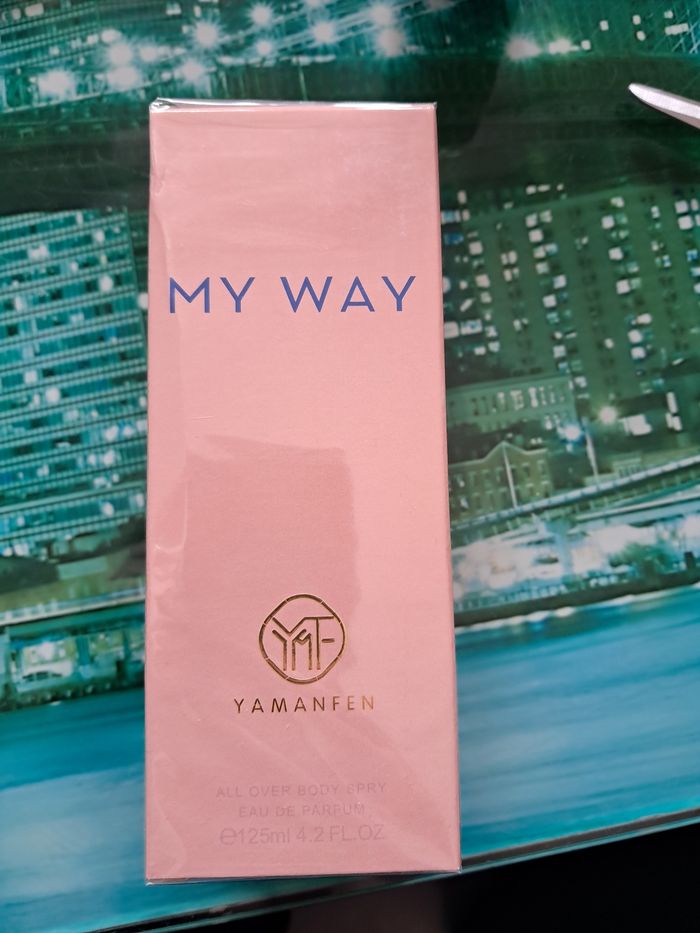 MY WAY
YMF
YAMANFEN
ALL OVER BODY SPRY
EAU DE PARFUM
℮125ml 4.2 FL.OZ